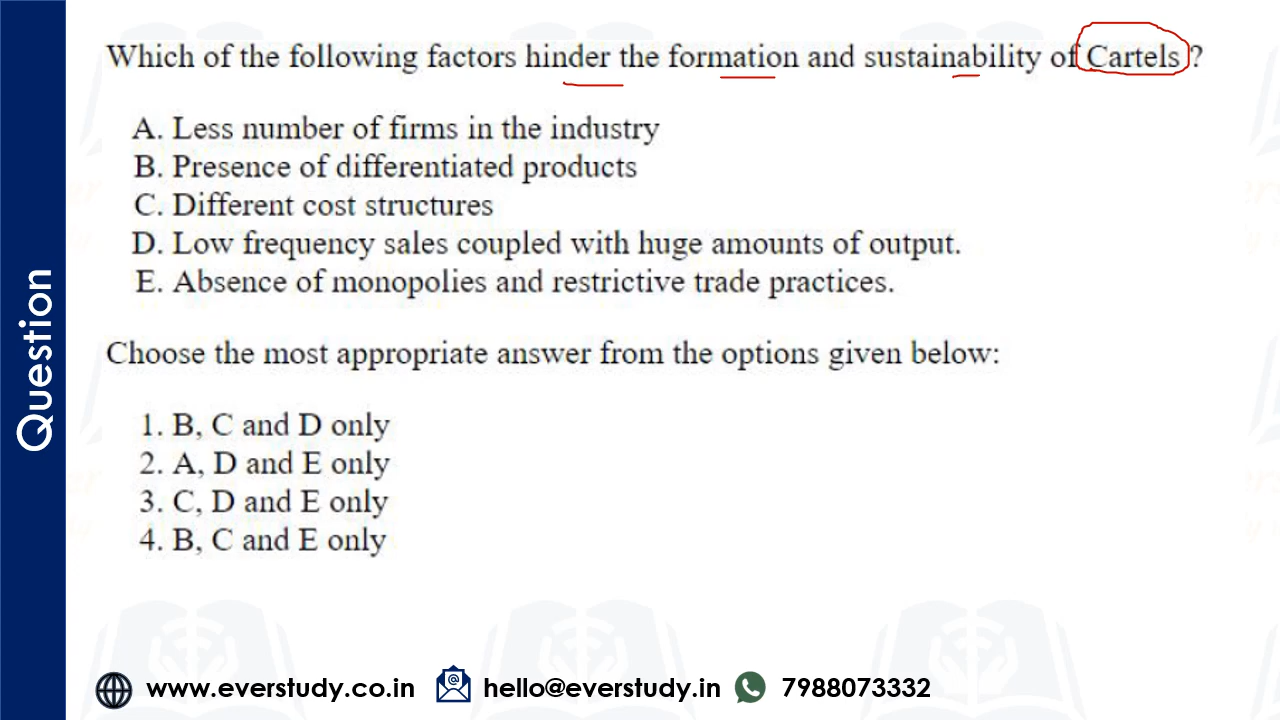 Question
Which of the following factors hinder the formation and sustainability of Cartels ?
A. Less number of firms in the industry
B. Presence of differentiated products
C. Different cost structures
D. Low frequency sales coupled with huge amounts of output.
E. Absence of monopolies and restrictive trade practices.
Choose the most appropriate answer from the options given below:
1. B, C and D only
2. A, D and E only
3. C, D and E only
4. B, C and E only
www.everstudy.co.in hello@everstudy.in 7988073332